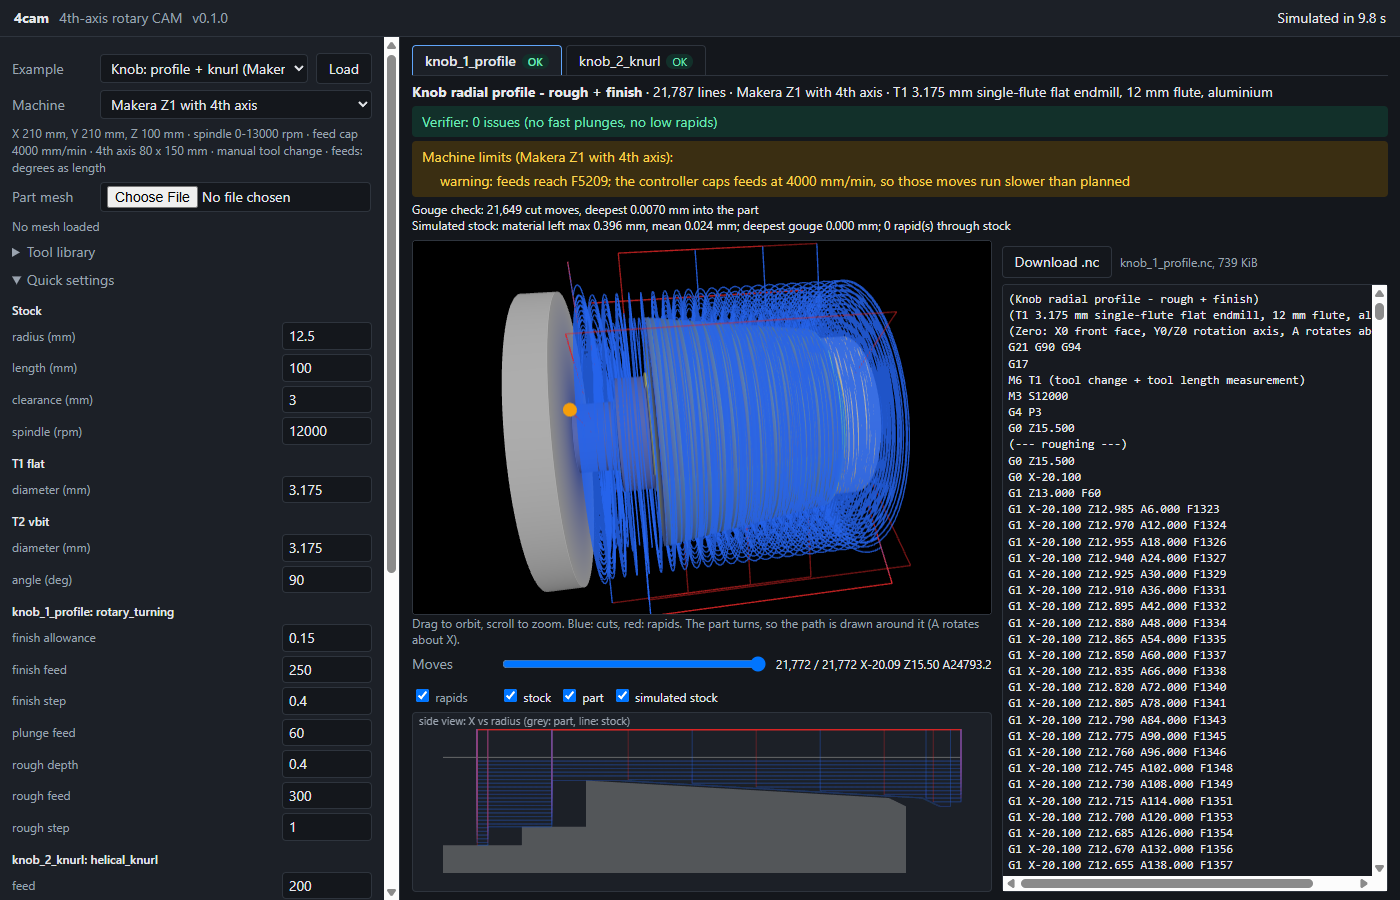 4cam 4th-axis rotary CAM v0.1.0
Simulated in 9.8 s
Example
Knob: profile + knurl (Maker
Load
Machine
Makera Z1 with 4th axis
X 210 mm, Y 210 mm, Z 100 mm · spindle 0-13000 rpm · feed cap
4000 mm/min · 4th axis 80 x 150 mm · manual tool change · feeds:
degrees as length
Part mesh
Choose File No file chosen
No mesh loaded
Tool library
Quick settings
Stock
radius (mm) 12.5
length (mm) 100
clearance (mm) 3
spindle (rpm) 12000
T1 flat
diameter (mm) 3.175
T2 vbit
diameter (mm) 3.175
angle (deg) 90
knob_1_profile: rotary_turning
finish allowance 0.15
finish feed 250
finish step 0.4
plunge feed 60
rough depth 0.4
rough feed 300
rough step 1
knob_2_knurl: helical_knurl
feed 200
knob_1_profile OK
knob_2_knurl OK
Knob radial profile - rough + finish · 21,787 lines · Makera Z1 with 4th axis · T1 3.175 mm single-flute flat endmill, 12 mm flute, aluminium
Verifier: 0 issues (no fast plunges, no low rapids)
Machine limits (Makera Z1 with 4th axis):
warning: feeds reach F5209; the controller caps feeds at 4000 mm/min, so those moves run slower than planned
Gouge check: 21,649 cut moves, deepest 0.0070 mm into the part
Simulated stock: material left max 0.396 mm, mean 0.024 mm; deepest gouge 0.000 mm; 0 rapid(s) through stock
Drag to orbit, scroll to zoom. Blue: cuts, red: rapids. The part turns, so the path is drawn around it (A rotates
about X).
Moves
21,772 / 21,772 X-20.09 Z15.50 A24793.2
rapids
stock
part
simulated stock
side view: X vs radius (grey: part, line: stock)
Download .nc
knob_1_profile.nc, 739 KiB
(Knob radial profile - rough + finish)
(T1 3.175 mm single-flute flat endmill, 12 mm flute, al
(Zero: X0 front face, Y0/Z0 rotation axis, A rotates ab
G21 G90 G94
G17
M6 T1 (tool change + tool length measurement)
M3 S12000
G4 P3
G0 Z15.500
(--- roughing ---)
G0 Z15.500
G0 X-20.100
G1 Z13.000 F60
G1 X-20.100 Z12.985 A6.000 F1323
G1 X-20.100 Z12.970 A12.000 F1324
G1 X-20.100 Z12.955 A18.000 F1326
G1 X-20.100 Z12.940 A24.000 F1327
G1 X-20.100 Z12.925 A30.000 F1329
G1 X-20.100 Z12.910 A36.000 F1331
G1 X-20.100 Z12.895 A42.000 F1332
G1 X-20.100 Z12.880 A48.000 F1334
G1 X-20.100 Z12.865 A54.000 F1335
G1 X-20.100 Z12.850 A60.000 F1337
G1 X-20.100 Z12.835 A66.000 F1338
G1 X-20.100 Z12.820 A72.000 F1340
G1 X-20.100 Z12.805 A78.000 F1341
G1 X-20.100 Z12.790 A84.000 F1343
G1 X-20.100 Z12.775 A90.000 F1345
G1 X-20.100 Z12.760 A96.000 F1346
G1 X-20.100 Z12.745 A102.000 F1348
G1 X-20.100 Z12.730 A108.000 F1349
G1 X-20.100 Z12.715 A114.000 F1351
G1 X-20.100 Z12.700 A120.000 F1353
G1 X-20.100 Z12.685 A126.000 F1354
G1 X-20.100 Z12.670 A132.000 F1356
G1 X-20.100 Z12.655 A138.000 F1357